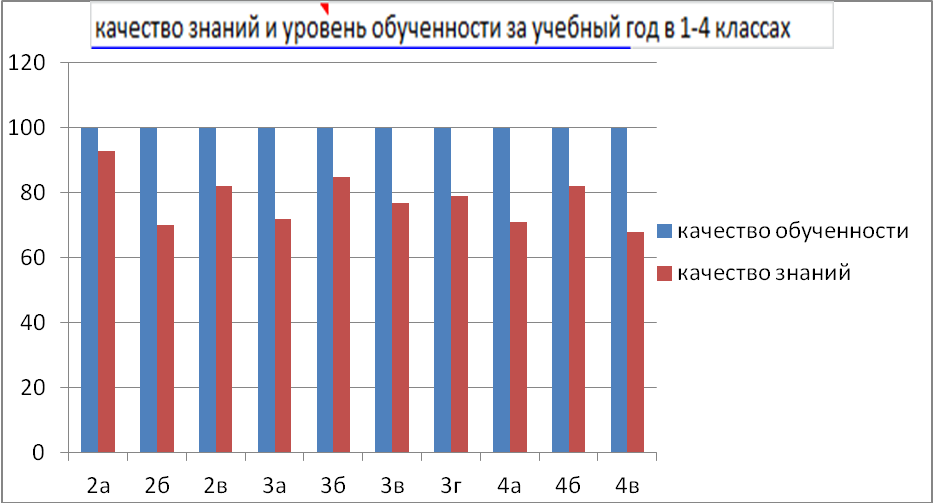 качество знаний и уровень обученности за учебный год в 1-4 классах
120
100
80
60
40
20
0
2а 2б 2в 3а 3б 3в 3г 4а 4б 4в
качество обученности
качество знаний